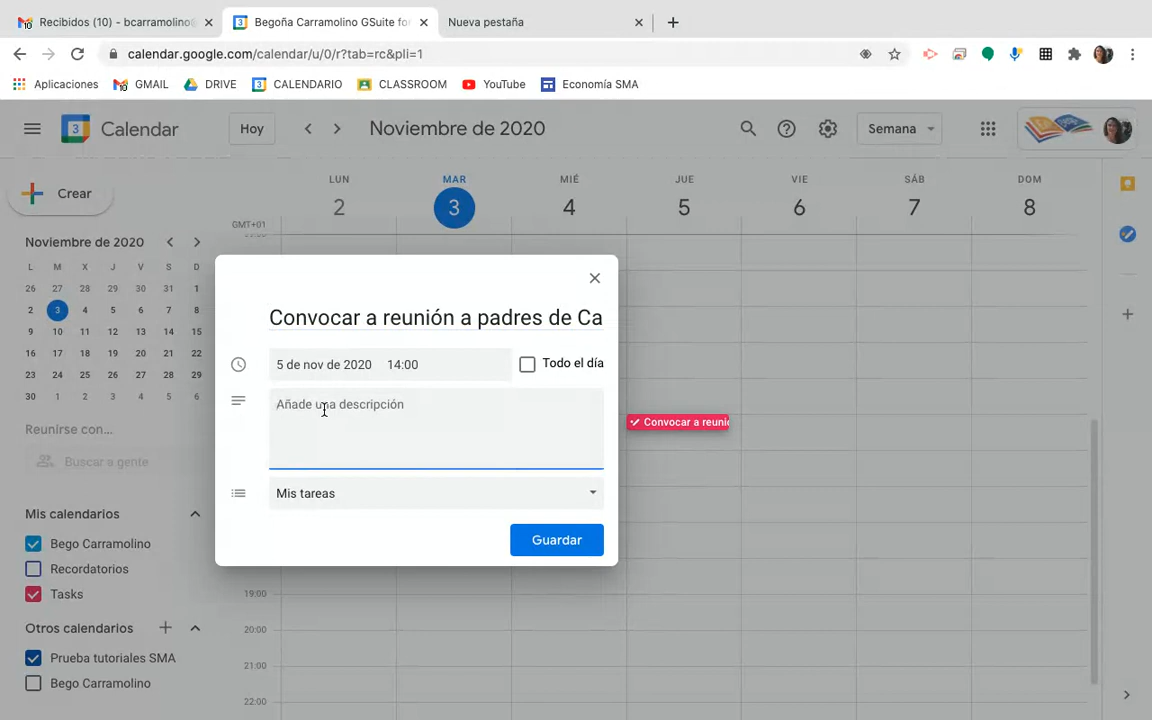 Recibidos (10) - bcarramolino@
Begoña Carramolino GSuite fo
Nueva pestaña
calendar.google.com/calendar/u/0/r?tab=rc&pli=1
Aplicaciones GMAIL DRIVE CALENDARIO CLASSROOM YouTube Economía SMA
Calendar Hoy Noviembre de 2020 Semana
Crear
LUN MAR MIÉ JUE VIE SÁB DOM
2 3 4 5 6 7 8
GMT+01
Noviembre de 2020
L M X J V S D
26 27 28 29 30 31 1
2 3 4 5 6 7 8
9 10 11 12 13 14 15
16 17 18 19 20 21 22
23 24 25 26 27 28 29
30 1 2 3 4 5 6
Reunirse con...
Buscar a gente
Mis calendarios
Bego Carramolino
Recordatorios
Tasks
Otros calendarios
Prueba tutoriales SMA
Bego Carramolino
Convocar a reunión a padres de Ca
5 de nov de 2020 14:00 Todo el día
Añade una descripción
Mis tareas
Guardar
Convocar a reuni
19:00
20:00
21:00
22:00